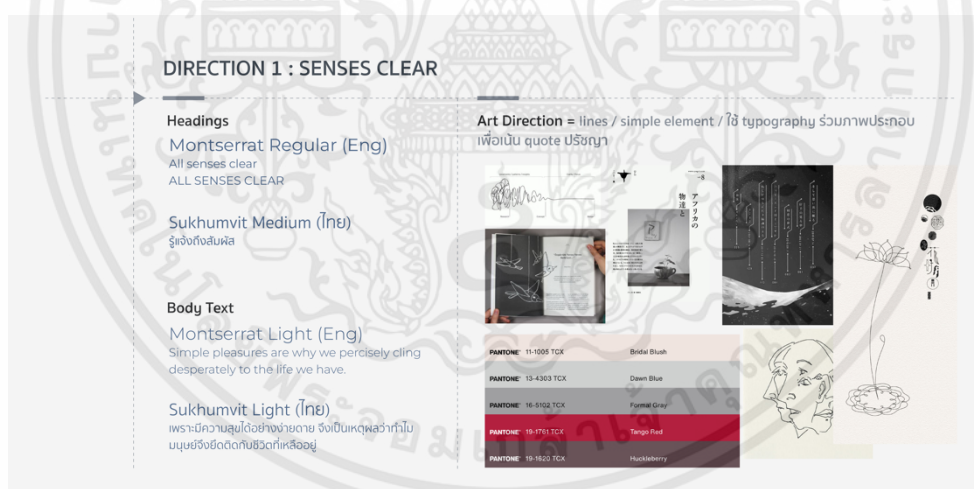 DIRECTION 1 : SENSES CLEAR
Headings
Montserrat Regular (Eng)
All senses clear
ALL SENSES CLEAR
Sukhumvit Medium (ไทย)
รู้แจ้งถึงสัมผัส
Body Text
Montserrat Light (Eng)
Simple pleasures are why we percisely cling
desperately to the life we have.
Sukhumvit Light (ไทย)
เพราะมีความสุขได้อย่างง่ายดาย จึงเป็นเหตุผลว่าทำไม
มนุษย์จึงยึดติดกับชีวิตที่เหลืออยู่
Art Direction = lines / simple element / ใช้ typography ร่วมภาพประกอบ
เพื่อเน้น quote ปรัชญา
アフリカの
物達と
PANTONE 11-1005 TCX Bridal Blush
PANTONE 13-4303 TCX Dawn Blue
PANTONE 16-5102 TCX Formal Gray
PANTONE 19-1761 TCX Tango Red
PANTONE 19-1620 TCX Huckleberry